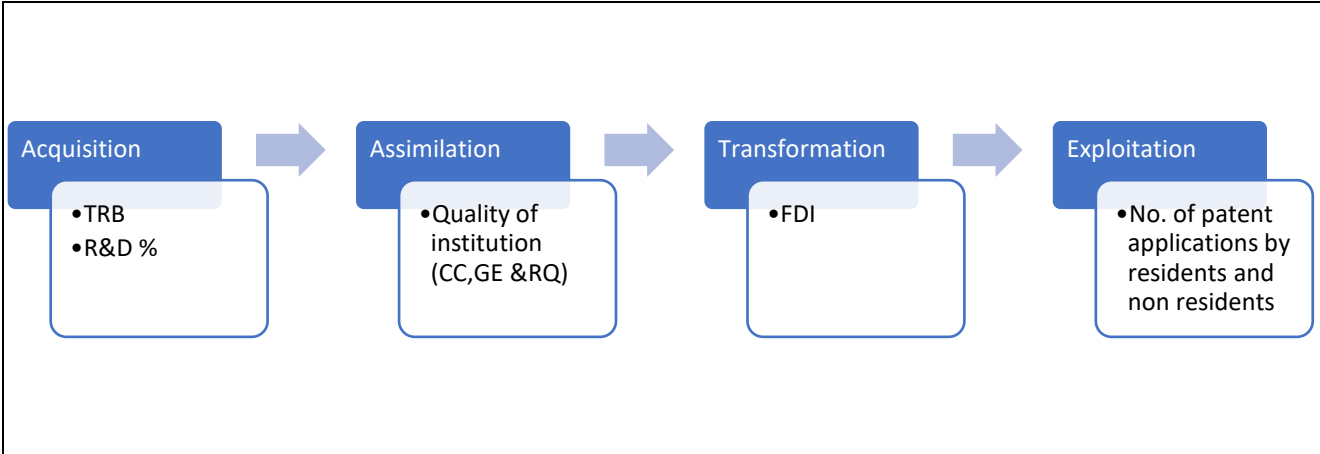 Acquisition
•TRB
•R&D %
Assimilation
•Quality of
institution
(CC,GE &RQ)
Transformation
•FDI
Exploitation
•No. of patent
applications by
residents and
non residents